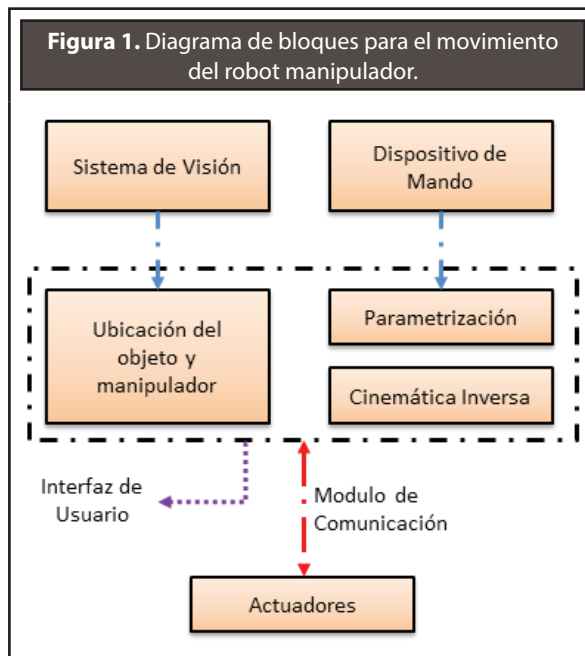 Figura 1. Diagrama de bloques para el movimiento
del robot manipulador.
Sistema de Visión
Dispositivo de
Mando
Ubicación del
objeto y
manipulador
Parametrización
Cinemática Inversa
Interfaz de
Usuario
Modulo de
Comunicación
Actuadores